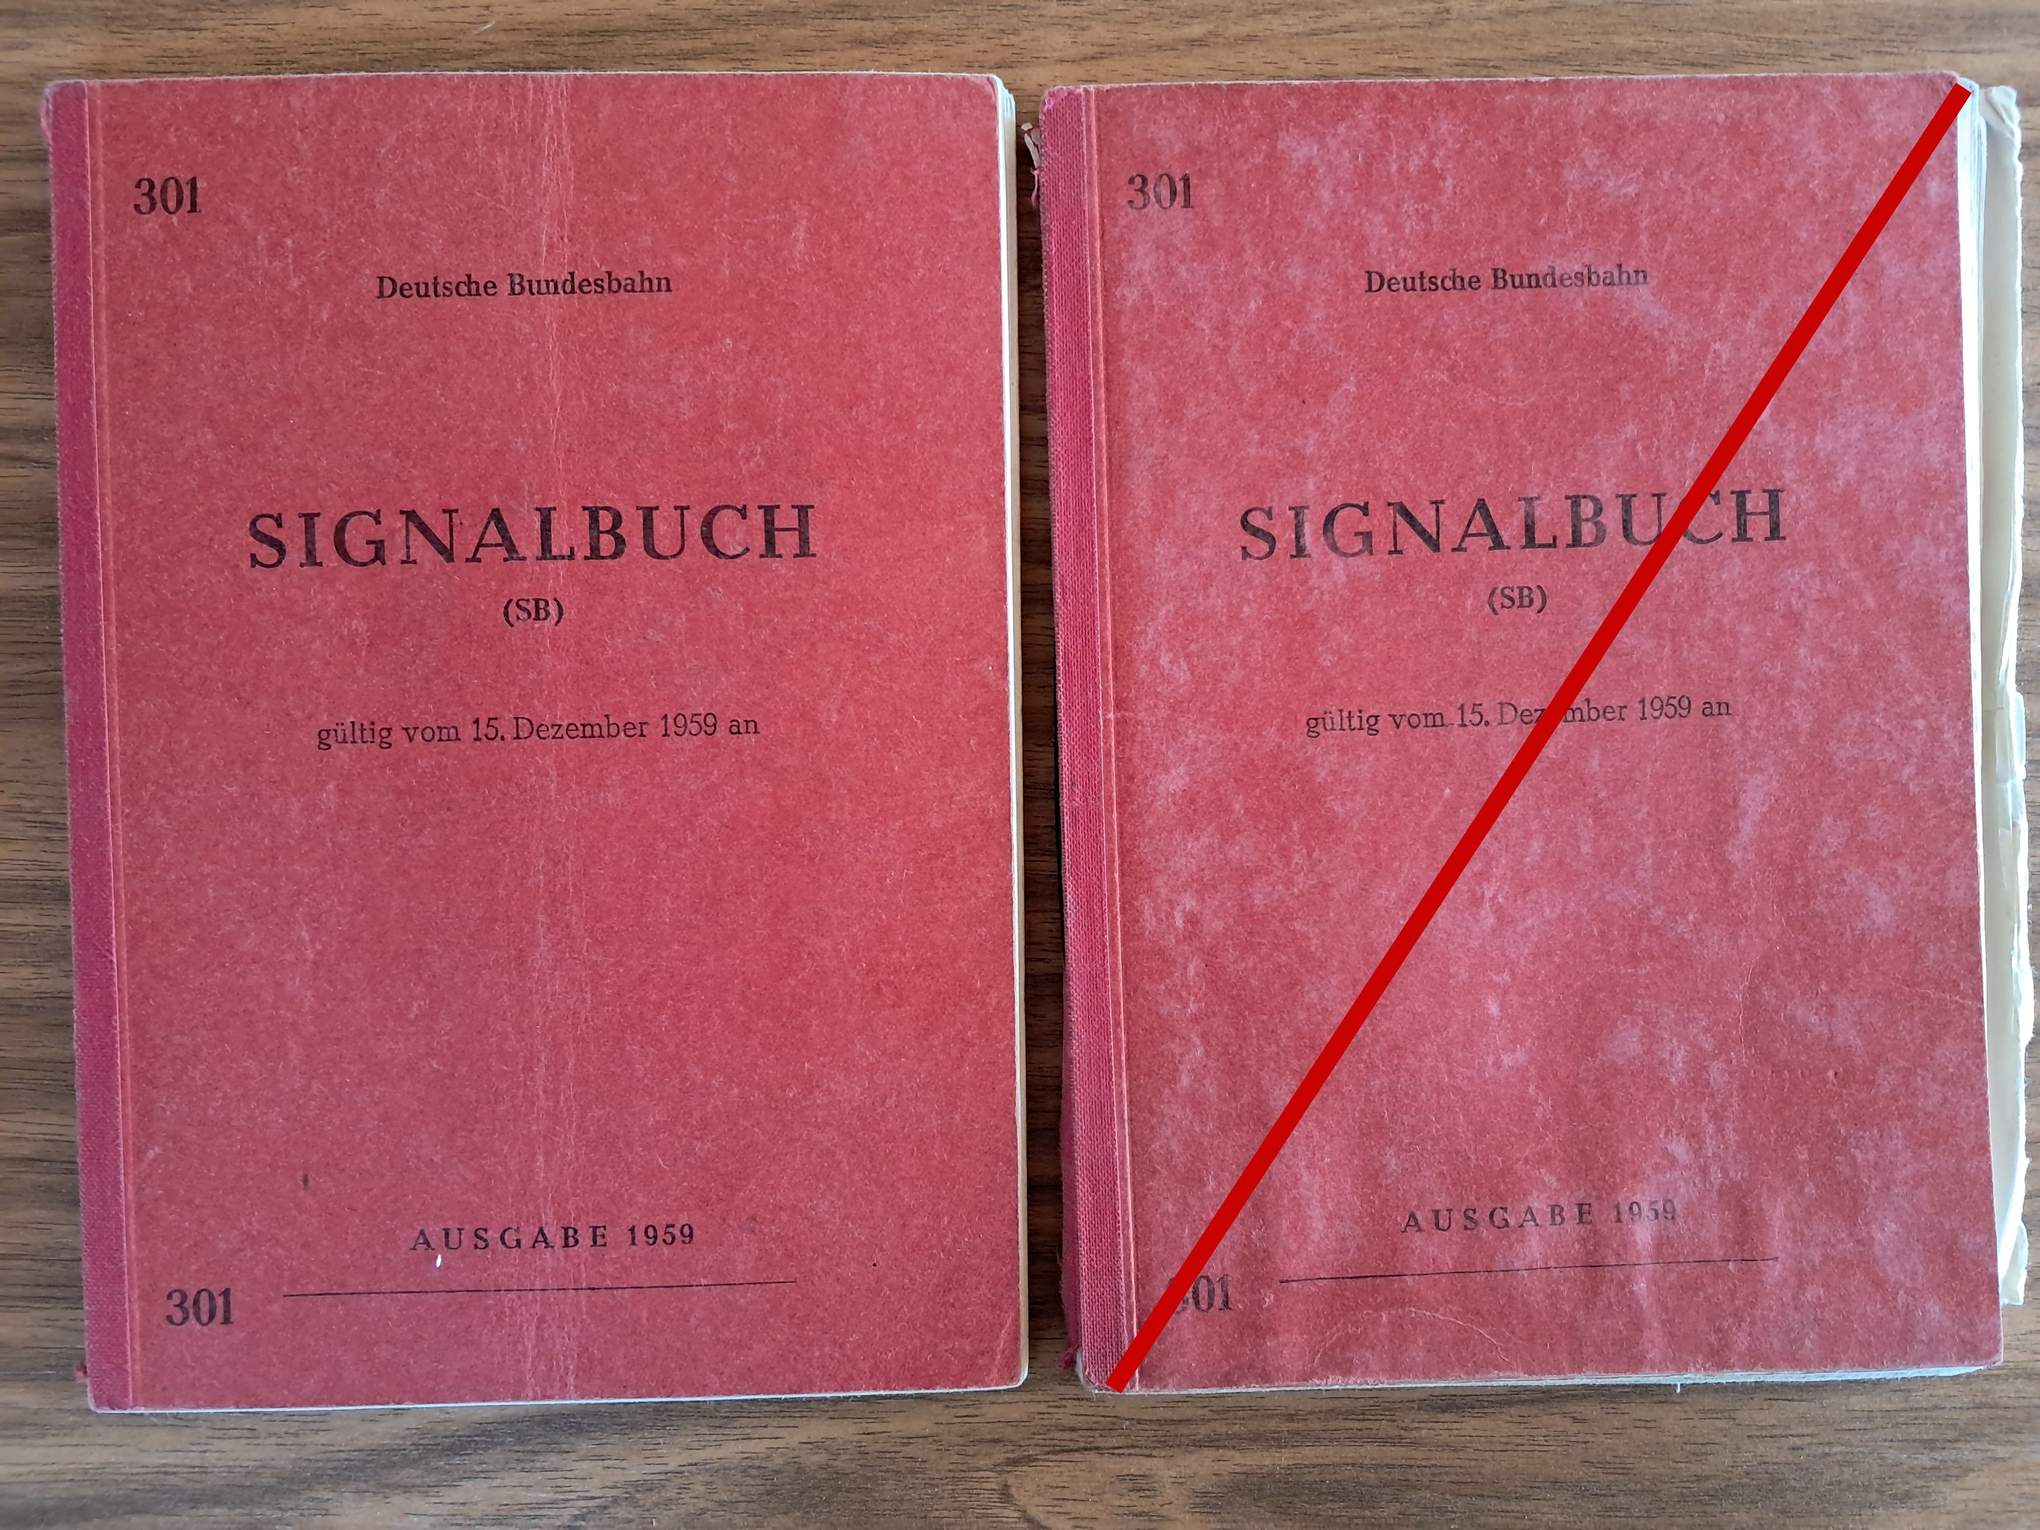 301
Deutsche Bundesbahn
SIGNALBUCH
(SB)
gültig vom 15. Dezember 1959 an
AUSGABE 1959
301
301
Deutsche Bundesbahn
SIGNALBUCH
(SB)
gültig vom 15. Dezember 1959 an
AUSGABE 1959
301